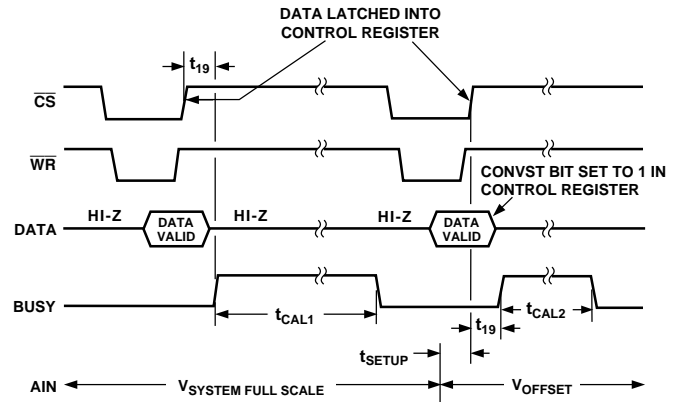 DATA LATCHED INTO
CONTROL REGISTER
t19
CS
WR
CONVST BIT SET TO 1 IN
CONTROL REGISTER
DATA HI-Z DATA VALID HI-Z HI-Z DATA VALID
BUSY
tCAL1 t19 tCAL2
tSETUP
AIN VSYSTEM FULL SCALE VOFFSET